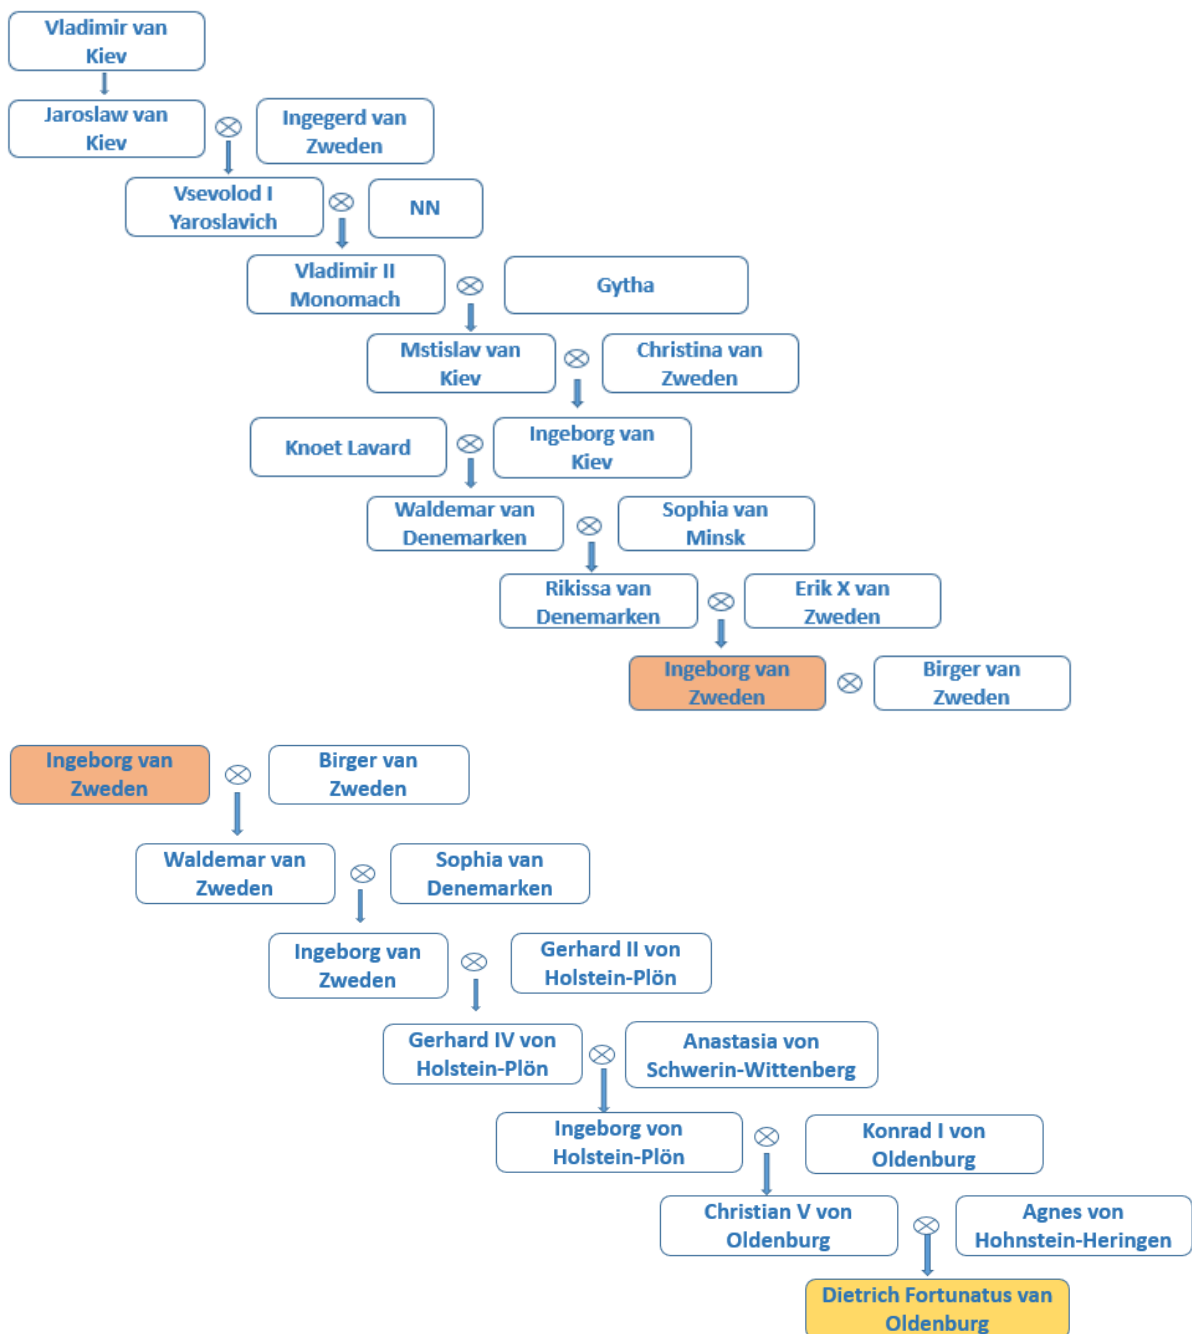 Vladimir van
Kiev
Jaroslaw van
Kiev
Ingegerd van
Zweden
Vsevolod I
Yaroslavich
NN
Vladimir II
Monomach
Gytha
Mstislav van
Kiev
Christina van
Zweden
Knoet Lavard
Ingeborg van
Kiev
Waldemar van
Denemarken
Sophia van
Minsk
Rikissa van
Denemarken
Erik X van
Zweden
Ingeborg van
Zweden
Birger van
Zweden
Ingeborg van
Zweden
Birger van
Zweden
Waldemar van
Zweden
Sophia van
Denemarken
Ingeborg van
Zweden
Gerhard II von
Holstein-Plön
Gerhard IV von
Holstein-Plön
Anastasia von
Schwerin-Wittenberg
Ingeborg von
Holstein-Plön
Konrad I von
Oldenburg
Christian V von
Oldenburg
Agnes von
Hohnstein-Heringen
Dietrich Fortunatus van
Oldenburg